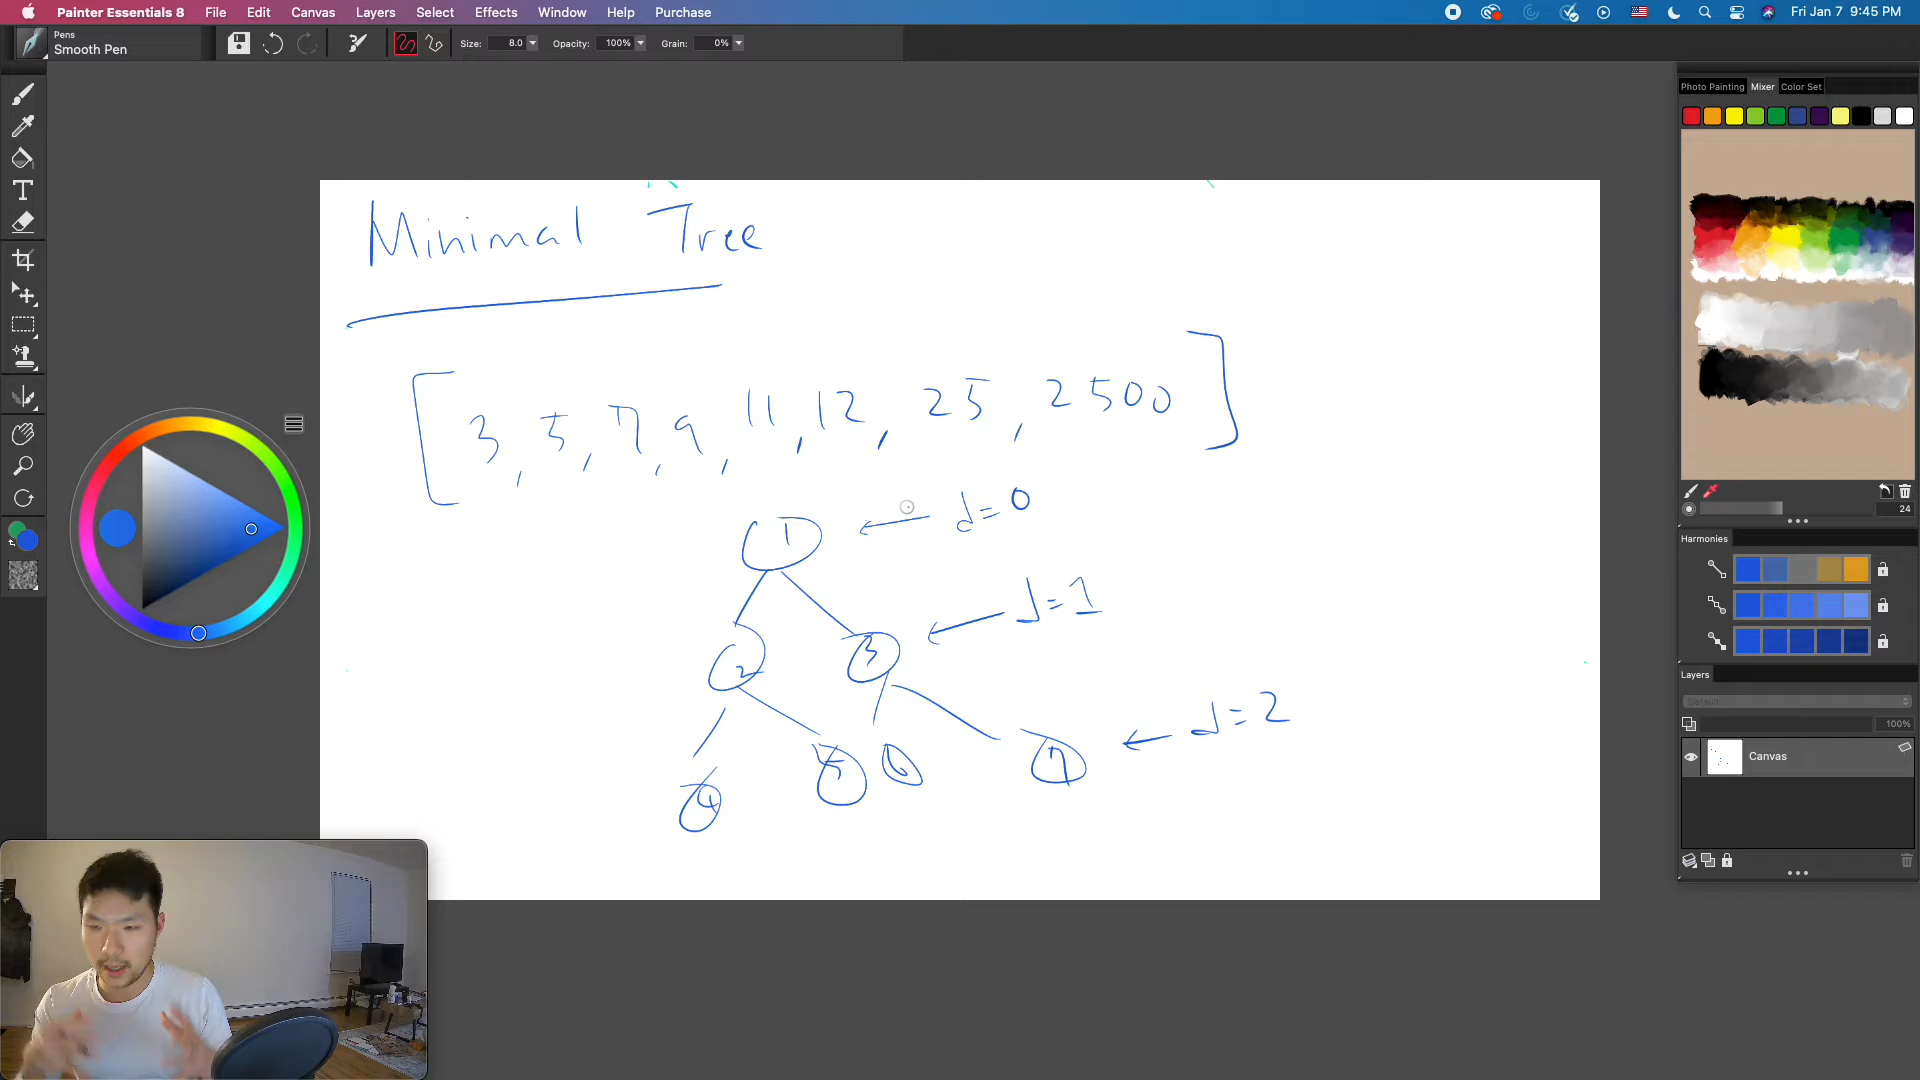 Painter Essentials 8 File Edit Canvas Layers Select Effects Window Help Purchase Fri Jan 7 9:45 PM
Pens
Smooth Pen
Size: 8.0 Opacity: 100% Grain: 0%
Photo Painting Mixer Color Set
Minimal Tree
[3, 5, 7, 9, 11, 12, 25, 2500]
d=0
1
d=1
2 3
d=2
4 5 6 7
24
Harmonies
Layers
Default
100%
Canvas